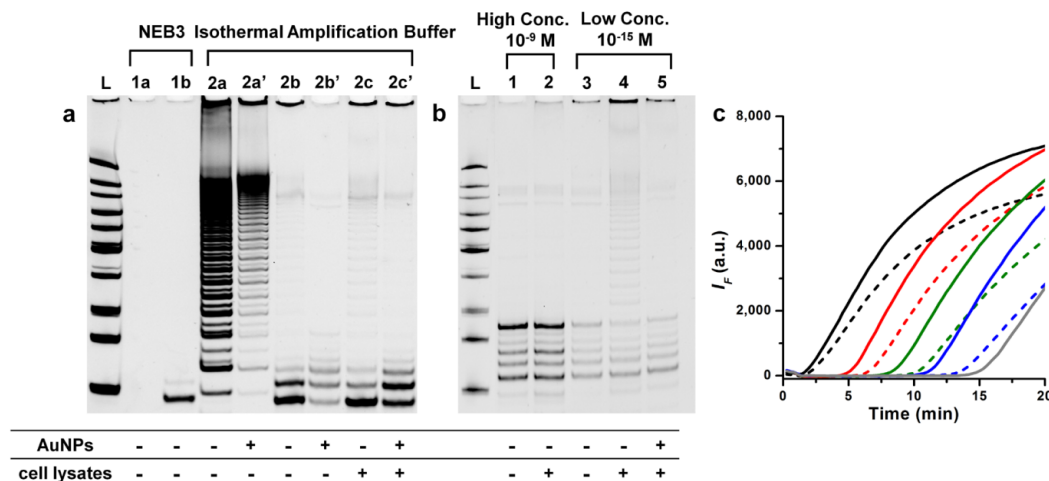 NEB3 Isothermal Amplification Buffer
L 1a 1b 2a 2a' 2b 2b' 2c 2c'
a
High Conc. Low Conc.
10-9 M 10-15 M
L 1 2 3 4 5
b
c
8,000
6,000
4,000
2,000
0
IF (a.u.)
0 5 10 15 20
Time (min)
AuNPs - - - + - + - + - - - - +
cell lysates - - - - - - + + - + - + +